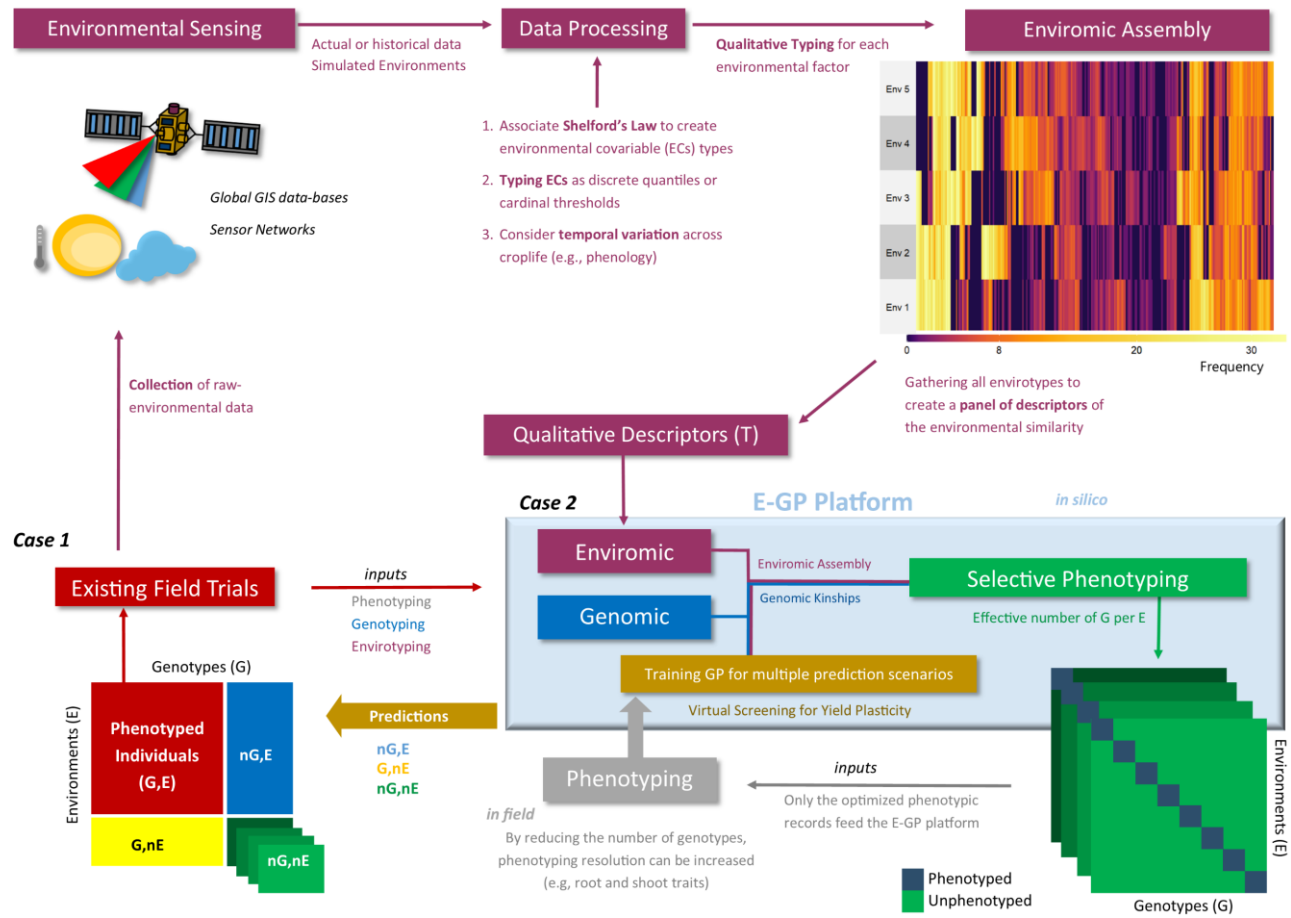 Environmental Sensing
Actual or historical data
Simulated Environments
Data Processing
Qualitative Typing for each
environmental factor
Enviromic Assembly
Global GIS data-bases
Sensor Networks
1. Associate Shelford's Law to create
environmental covariable (ECs) types
2. Typing ECs as discrete quantiles or
cardinal thresholds
3. Consider temporal variation across
croplife (e.g., phenology)
Env 5
Env 4
Env 3
Env 2
Env 1
0 8 20 30
Frequency
Collection of raw-
environmental data
Gathering all envirotypes to
create a panel of descriptors of
the environmental similarity
Qualitative Descriptors (T)
Case 2
E-GP Platform
in silico
Case 1
Existing Field Trials
inputs
Phenotyping
Genotyping
Envirotyping
Enviromic
Genomic
Enviromic Assembly
Genomic Kinships
Selective Phenotyping
Effective number of G per E
Training GP for multiple prediction scenarios
Virtual Screening for Yield Plasticity
Genotypes (G)
Environments (E)
Phenotyped
Individuals
(G,E)
nG,E
G,nE
nG,nE
Predictions
nG,E
G,nE
nG,nE
Phenotyping
in field
By reducing the number of genotypes,
phenotyping resolution can be increased
(e.g, root and shoot traits)
inputs
Only the optimized phenotypic
records feed the E-GP platform
Environments (E)
Phenotyped
Unphenotyped
Genotypes (G)